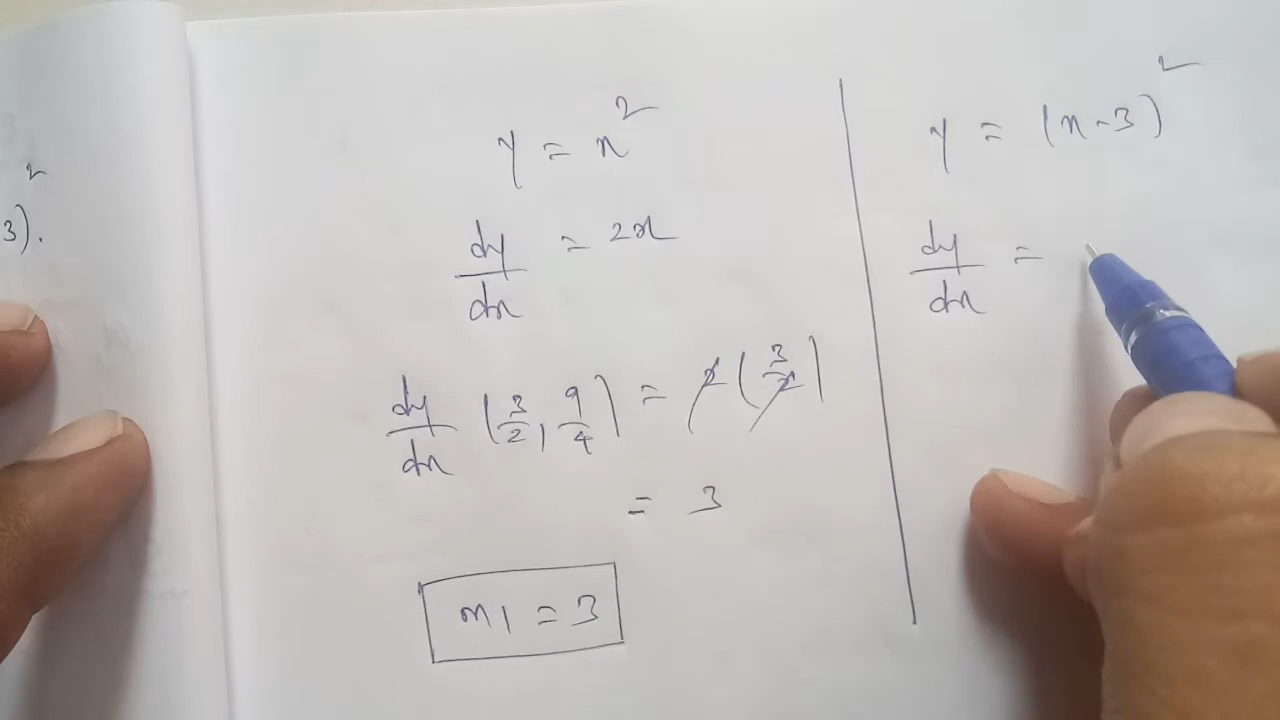 2
3).
y = x²
dy/dx = 2x
dy/dx (3/2, 9/4) = 2(3/2)
= 3
m1 = 3
y = (x-3)²
dy/dx =